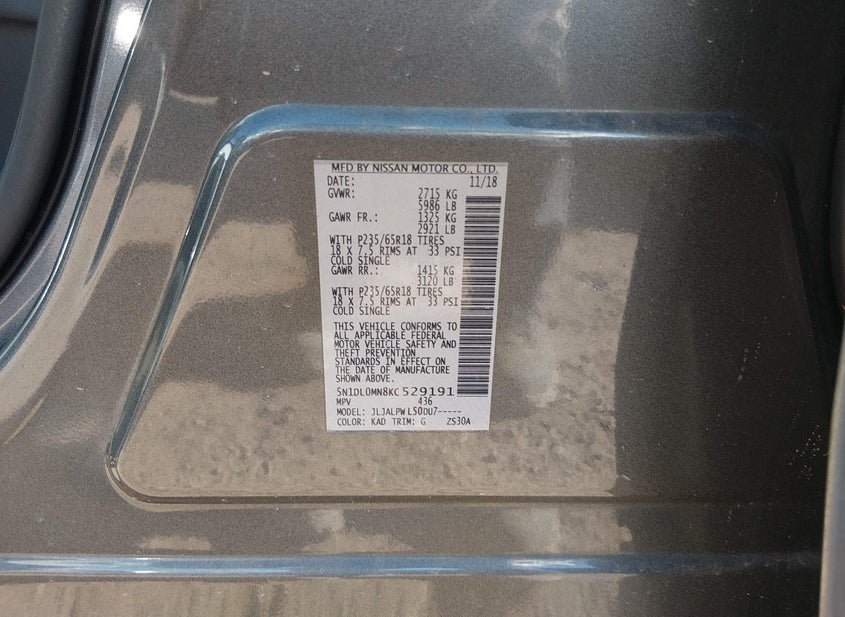 MFD BY NISSAN MOTOR CO., LTD.
DATE: 11/18
GVWR: 2715 KG
5986 LB
GAWR FR.: 1325 KG
2921 LB
WITH P235/65R18 TIRES
18 X 7.5 RIMS AT 33 PSI
COLD SINGLE
GAWR RR.: 1415 KG
3120 LB
WITH P235/65R18 TIRES
18 X 7.5 RIMS AT 33 PSI
COLD SINGLE
THIS VEHICLE CONFORMS TO
ALL APPLICABLE FEDERAL
MOTOR VEHICLE SAFETY AND
THEFT PREVENTION
STANDARDS IN EFFECT ON
THE DATE OF MANUFACTURE
SHOWN ABOVE.
5N1DL0MN8KC529191
MPV 436
MODEL: JLJALPWL50DU7-----
COLOR: KAD TRIM: G ZS30A